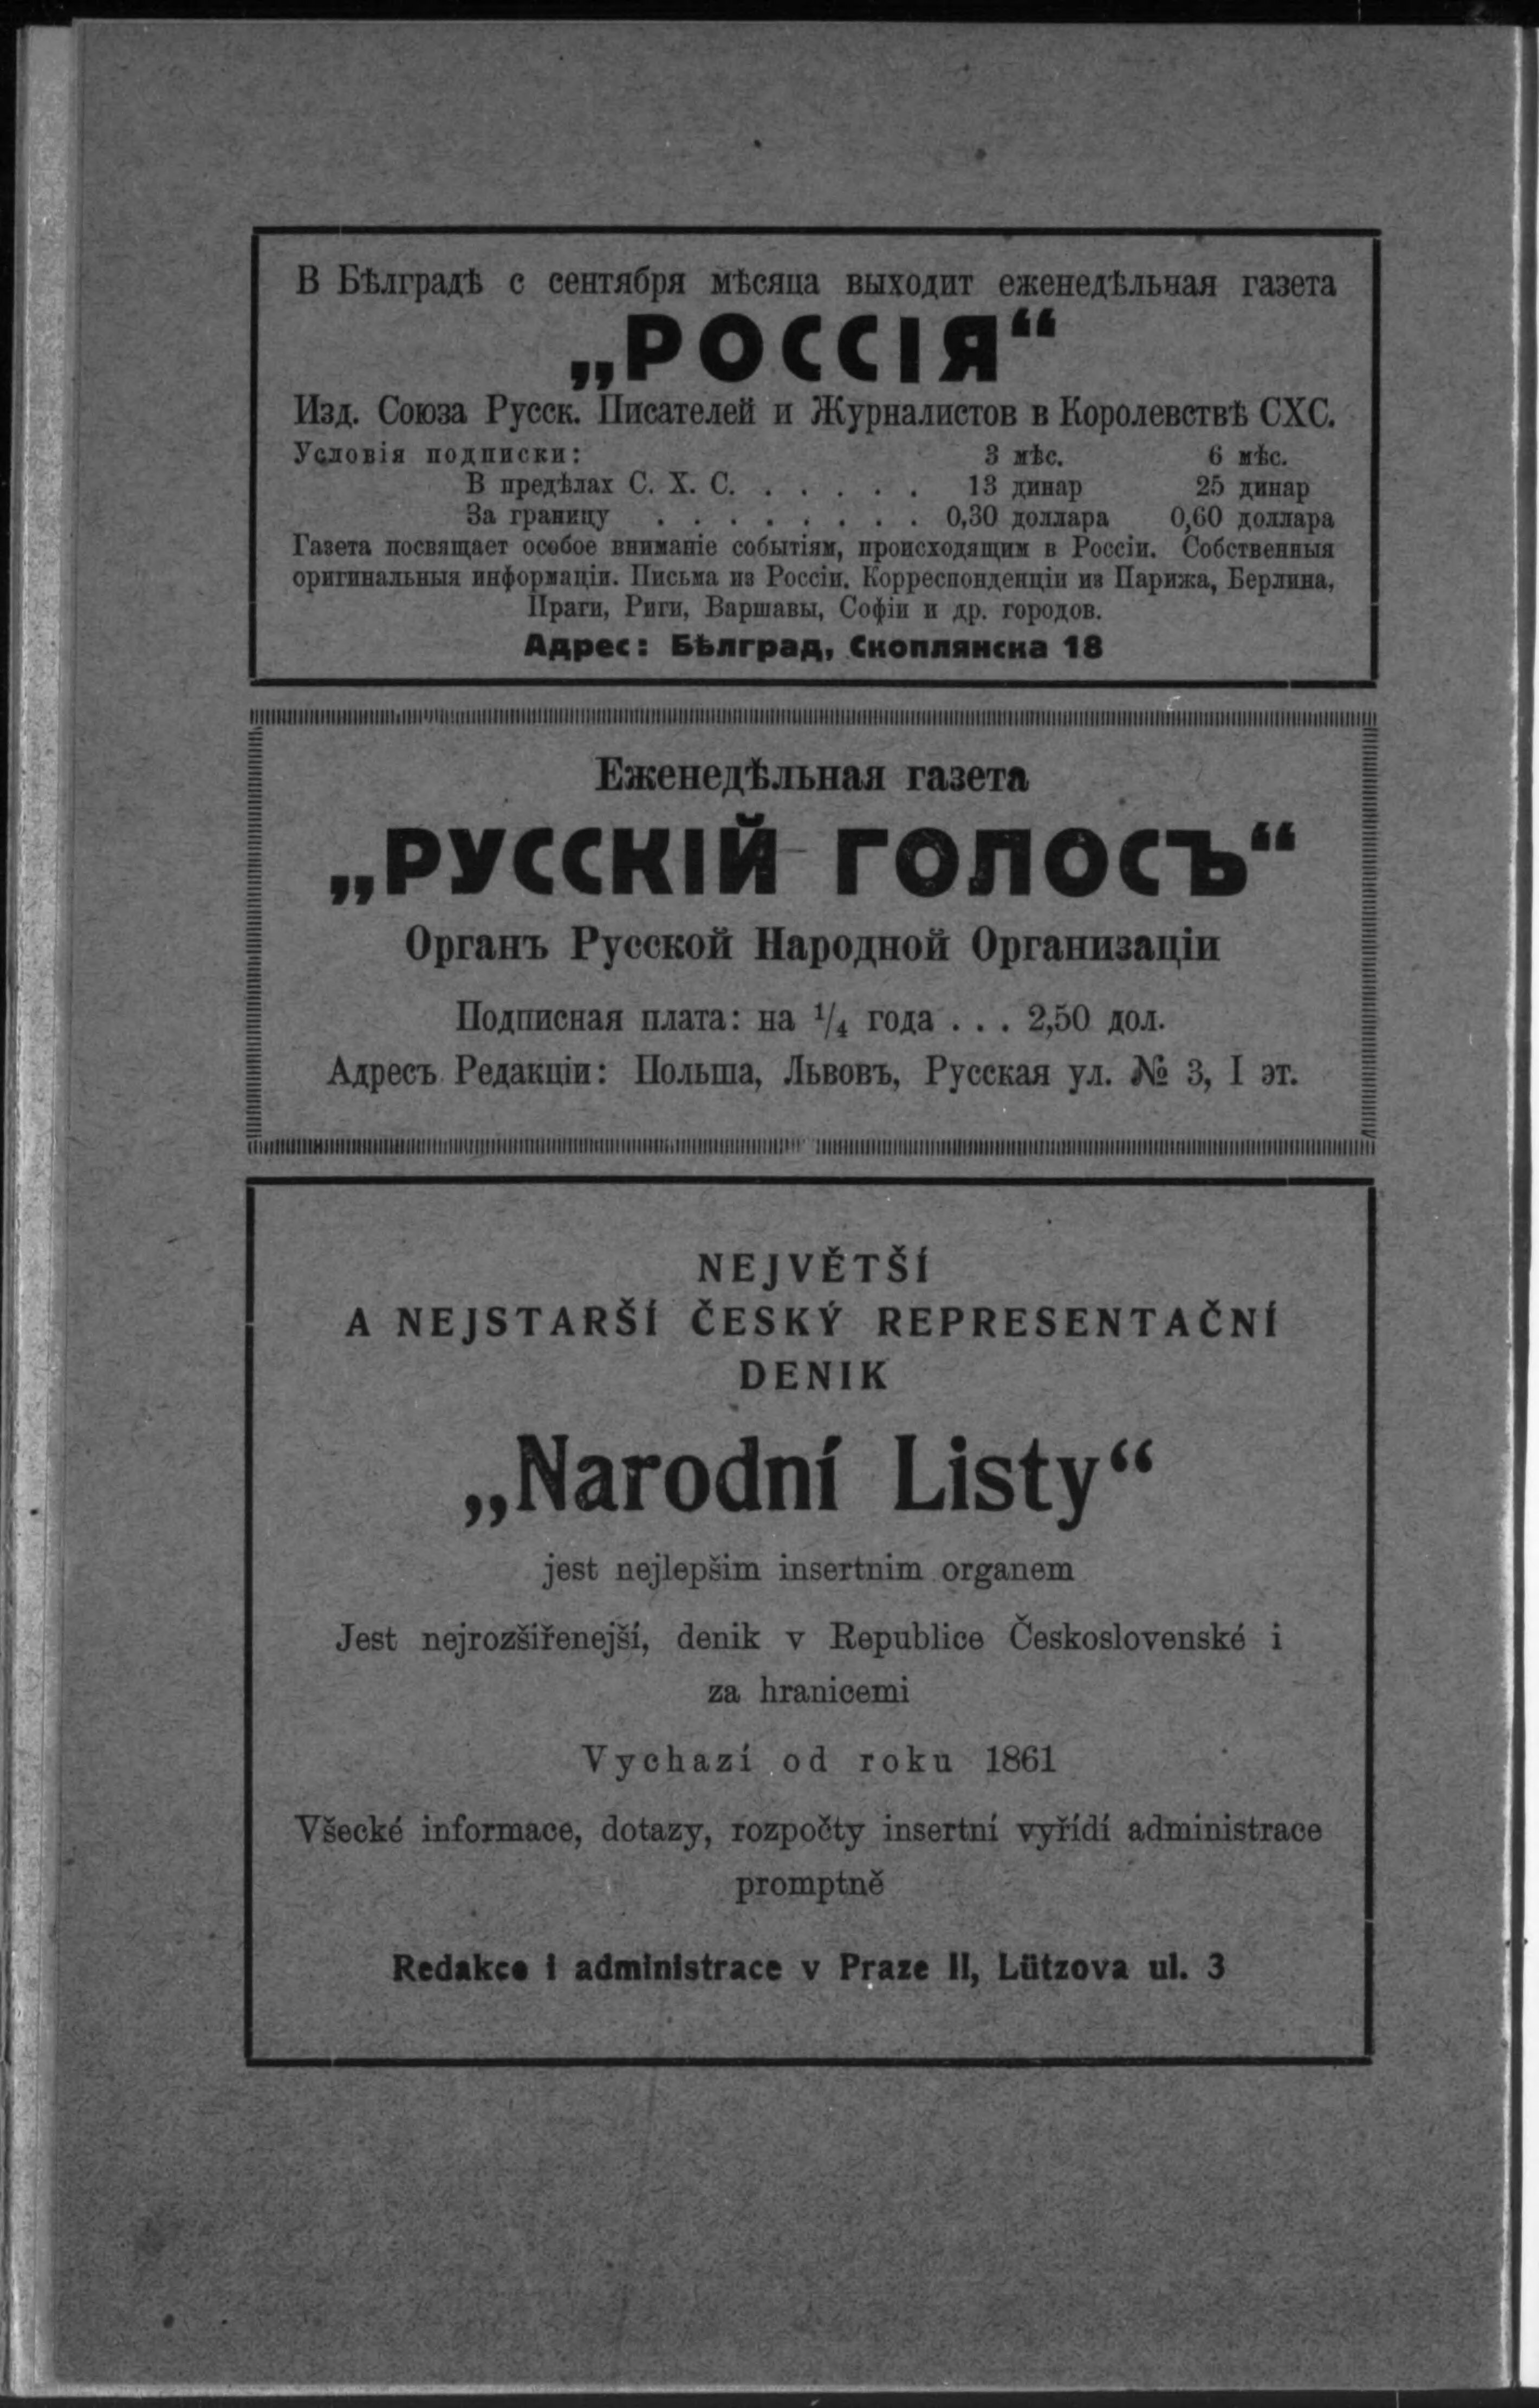 В Бѣлградѣ с сентября мѣсяца выходит еженедѣльная газета
„РОССІЯ“
Изд. Союза Русск. Писателей и Журналистов в Королевствѣ СХС.
Условія подписки: 3 мѣс. 6 мѣс.
В предѣлах С. Х. С. . . . . . 13 динар 25 динар
За границу . . . . . . . . 0,30 доллара 0,60 доллара
Газета посвящает особое вниманіе событіям, происходящим в Россіи. Собственныя
оригинальныя информаціи. Письма из Россіи. Корреспонденціи из Парижа, Берлина,
Праги, Риги, Варшавы, Софіи и др. городов.
Адрес: Бѣлград, Скоплянска 18
Еженедѣльная газета
„РУССКІЙ ГОЛОСЪ“
Органъ Русской Народной Организаціи
Подписная плата: на 1/4 года . . . 2,50 дол.
Адресъ Редакціи: Польша, Львовъ, Русская ул. № 3, I эт.
NEJVĚTŠÍ
A NEJSTARŠÍ ČESKÝ REPRESENTAČNÍ
DENIK
„Narodní Listy“
jest nejlepšim insertnim organem
Jest nejrozšířenejší, denik v Republice Československé i
za hranicemi
Vychazí od roku 1861
Všecké informace, dotazy, rozpočty insertní vyřídí administrace
promptně
Redakce i administrace v Praze II, Lützova ul. 3